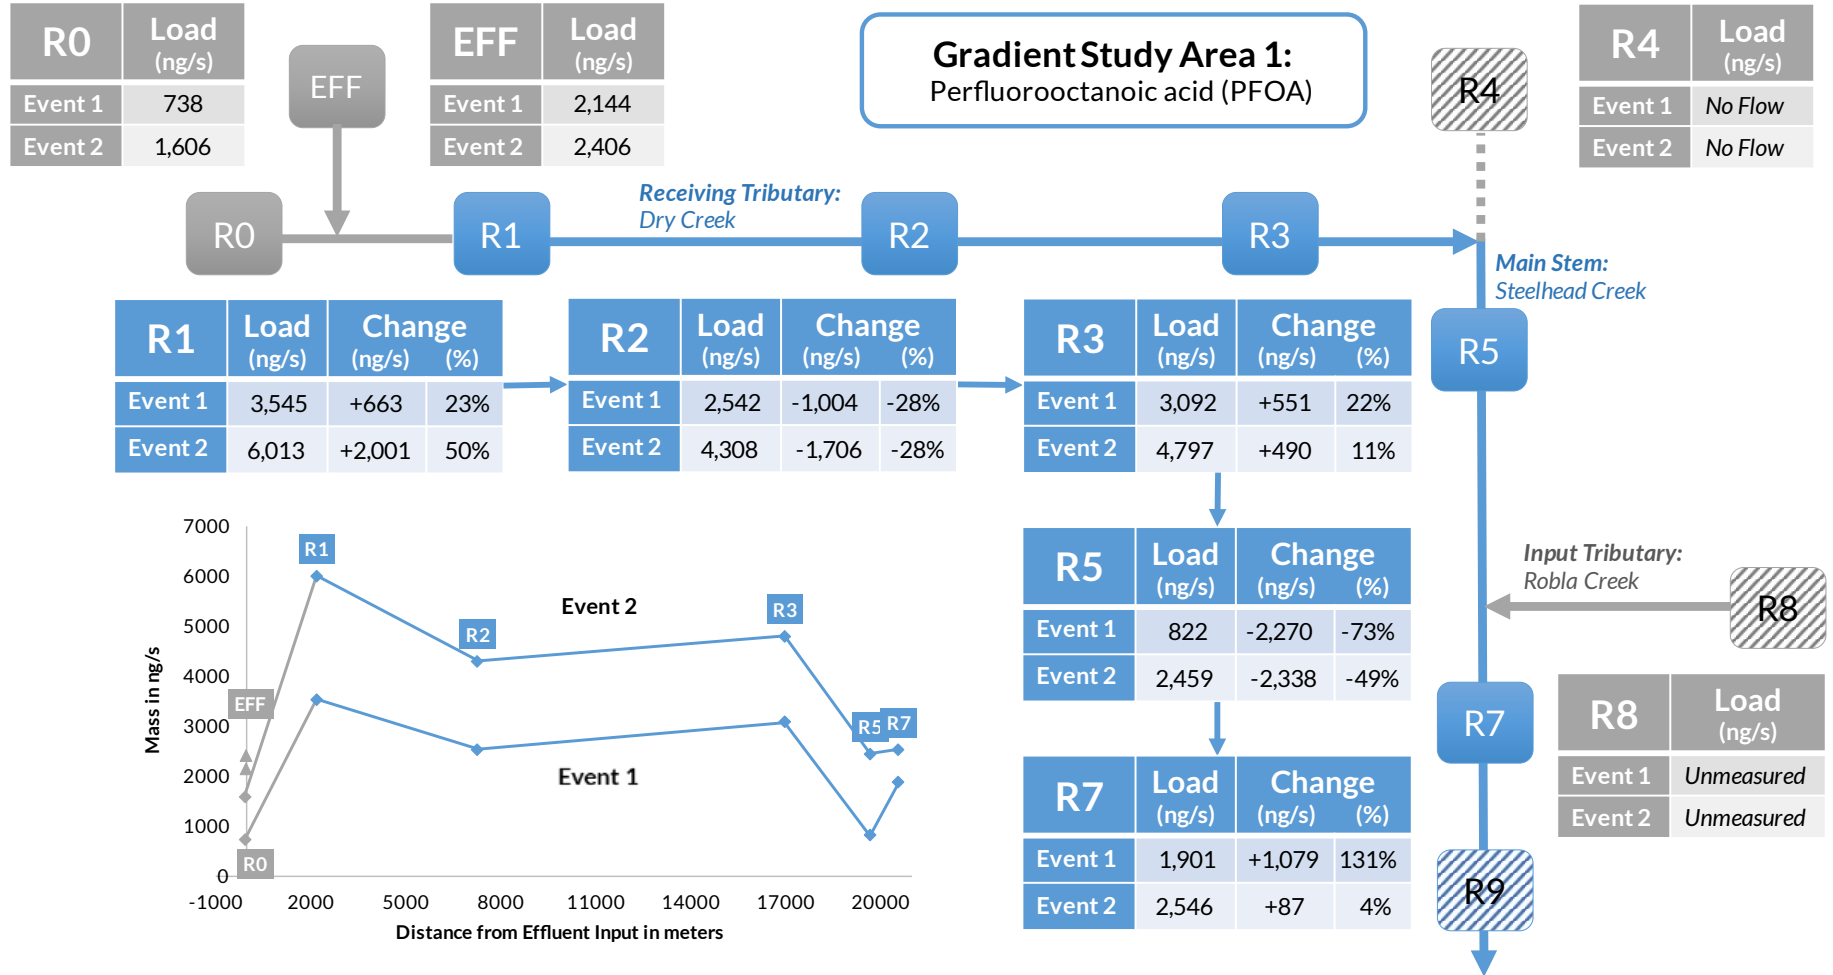 R0 Load (ng/s)
Event 1 738
Event 2 1,606
EFF
EFF Load (ng/s)
Event 1 2,144
Event 2 2,406
Gradient Study Area 1:
Perfluorooctanoic acid (PFOA)
R4
R4 Load (ng/s)
Event 1 No Flow
Event 2 No Flow
R0
R1
Receiving Tributary:
Dry Creek
R2
R3
Main Stem:
Steelhead Creek
R5
R1 Load (ng/s) Change (ng/s) (%)
Event 1 3,545 +663 23%
Event 2 6,013 +2,001 50%
R2 Load (ng/s) Change (ng/s) (%)
Event 1 2,542 -1,004 -28%
Event 2 4,308 -1,706 -28%
R3 Load (ng/s) Change (ng/s) (%)
Event 1 3,092 +551 22%
Event 2 4,797 +490 11%
R5 Load (ng/s) Change (ng/s) (%)
Event 1 822 -2,270 -73%
Event 2 2,459 -2,338 -49%
R7 Load (ng/s) Change (ng/s) (%)
Event 1 1,901 +1,079 131%
Event 2 2,546 +87 4%
Input Tributary:
Robla Creek
R8
R7
R8 Load (ng/s)
Event 1 Unmeasured
Event 2 Unmeasured
R9
Mass in ng/s
7000
6000
5000
4000
3000
2000
1000
0
R1
R2
R3
EFF
R5
R7
R0
Event 2
Event 1
-1000 2000 5000 8000 11000 14000 17000 20000
Distance from Effluent Input in meters